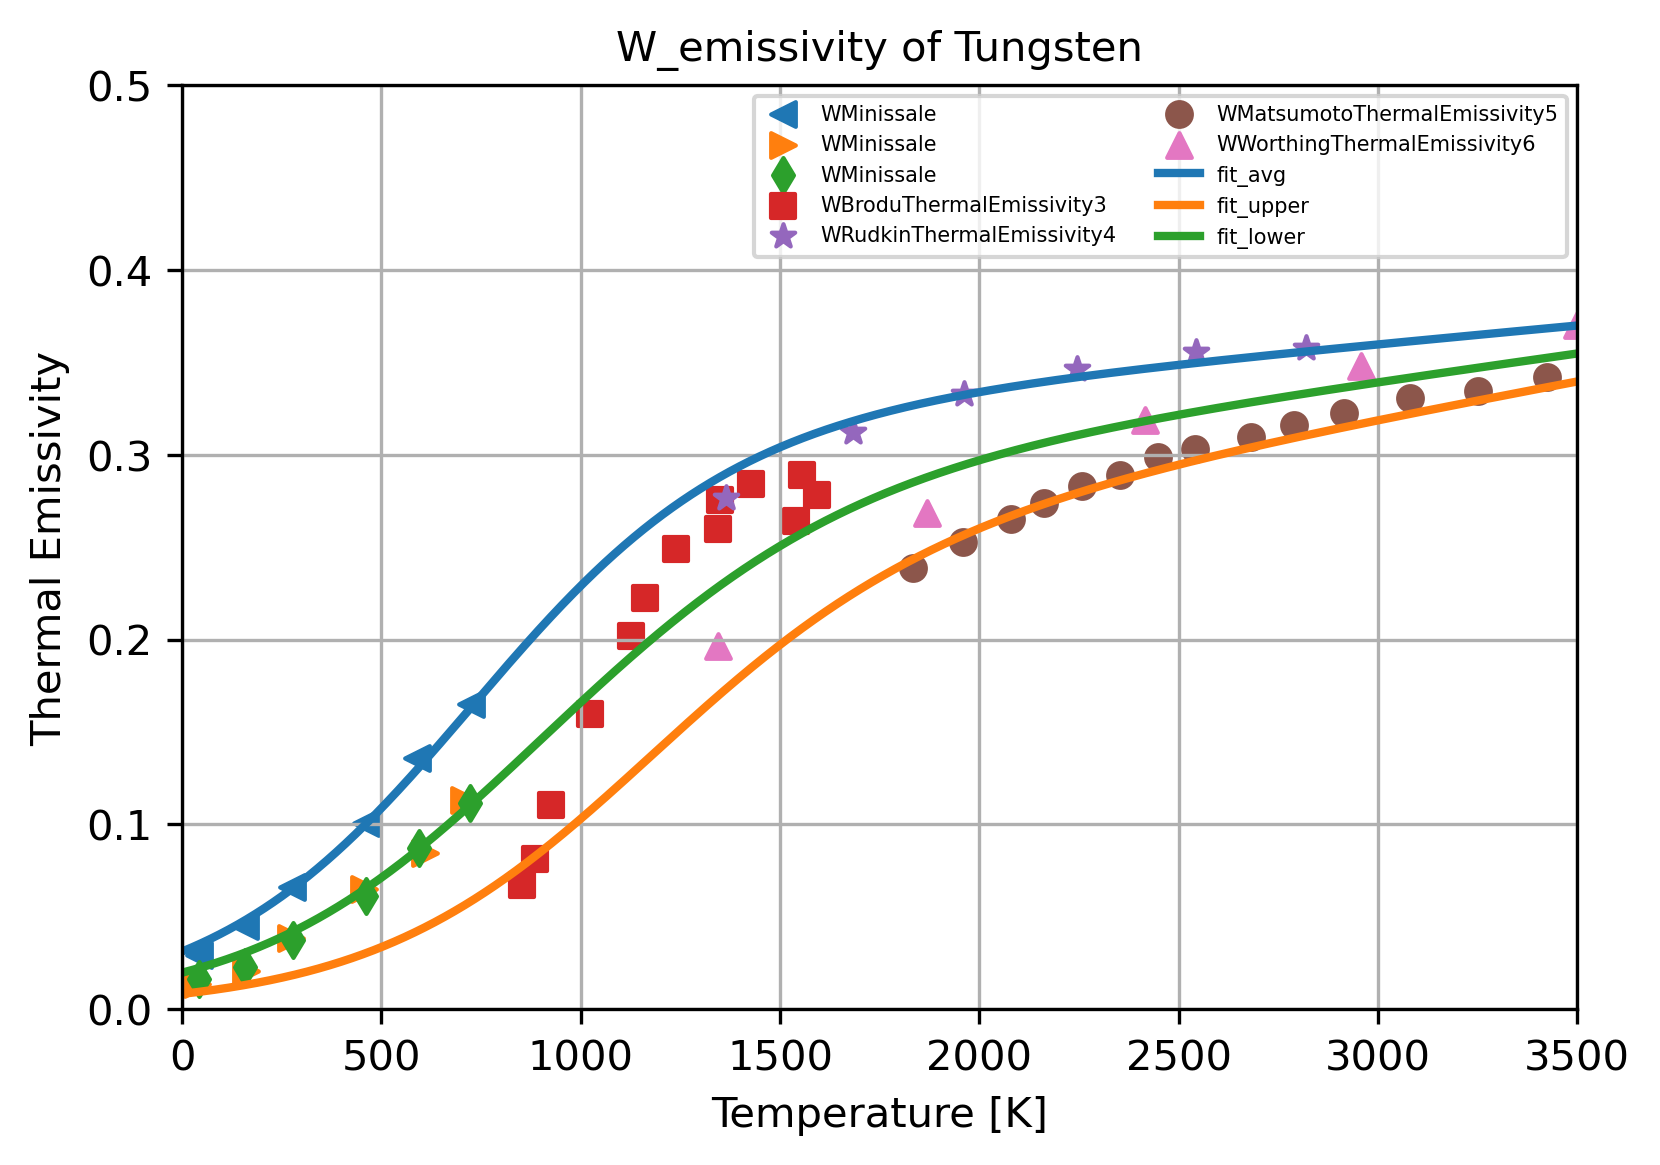 W_emissivity of Tungsten
0.5
0.4
0.3
0.2
0.1
0.0
Thermal Emissivity
WMinissale
WMinissale
WMinissale
WBroduThermalEmissivity3
WRudkinThermalEmissivity4
WMatsumotoThermalEmissivity5
WWorthingThermalEmissivity6
fit_avg
fit_upper
fit_lower
0 500 1000 1500 2000 2500 3000 3500
Temperature [K]